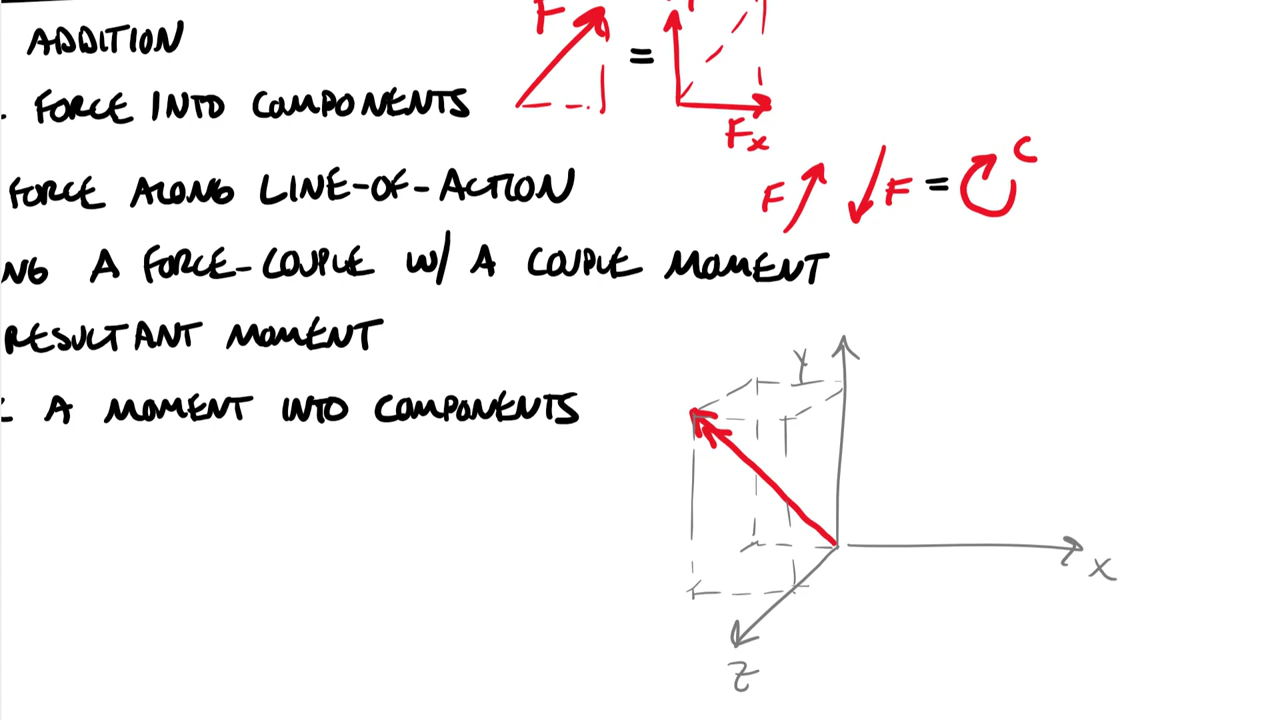 ADDITION
F
=
. FORCE INTO COMPONENTS
Fx
FORCE ALONG LINE-OF-ACTION
F F = C
NG A FORCE-COUPLE W/ A COUPLE MOMENT
RESULTANT MOMENT
Y
A MOMENT INTO COMPONENTS
X
Z